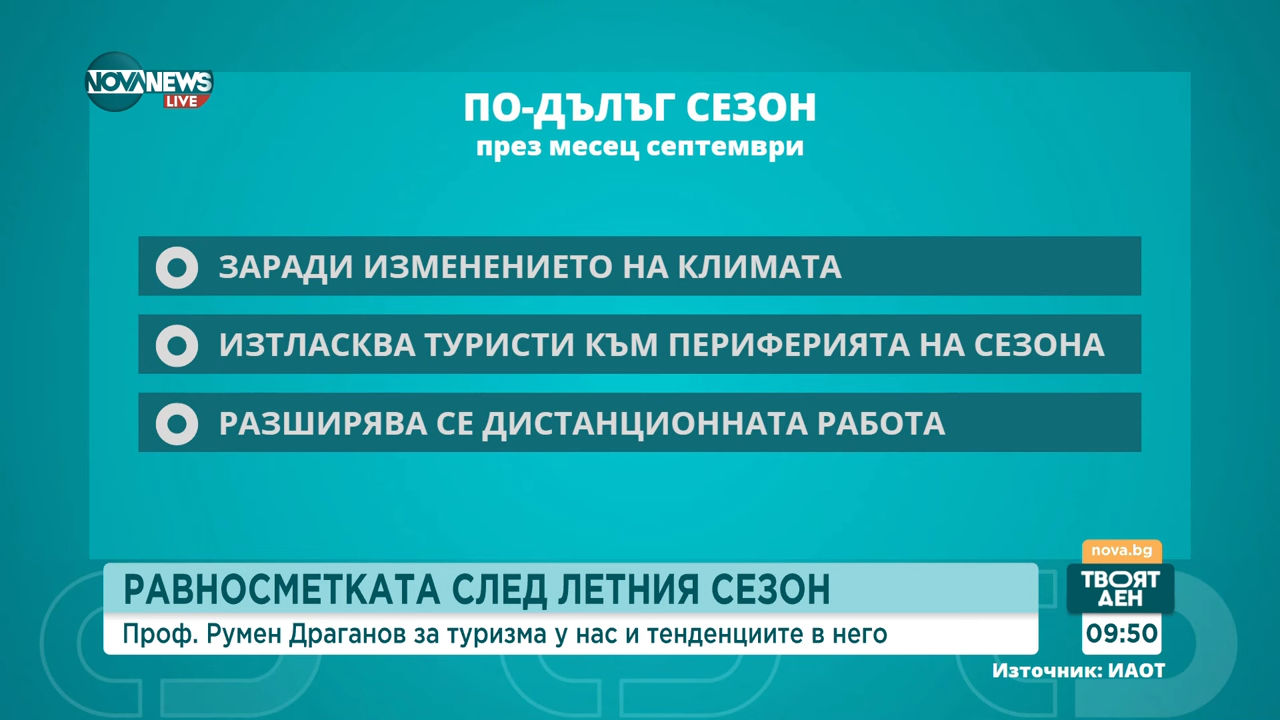 NOVANEWS
LIVE
ПО-ДЪЛЪГ СЕЗОН
през месец септември
ЗАРАДИ ИЗМЕНЕНИЕТО НА КЛИМАТА
ИЗТЛАСКВА ТУРИСТИ КЪМ ПЕРИФЕРИЯТА НА СЕЗОНА
РАЗШИРЯВА СЕ ДИСТАНЦИОННАТА РАБОТА
nova.bg
РАВНОСМЕТКАТА СЛЕД ЛЕТНИЯ СЕЗОН
ТВОЯТ
ДЕН
Проф. Румен Драганов за туризма у нас и тенденциите в него
09:50
Източник: ИАОТ